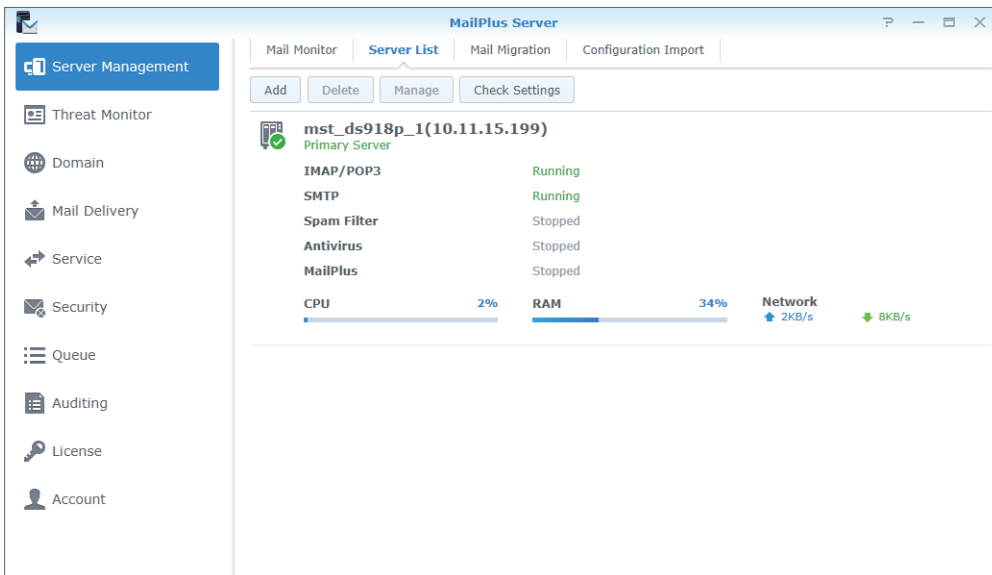 MailPlus Server
Server Management
Threat Monitor
Domain
Mail Delivery
Service
Security
Queue
Auditing
License
Account
Mail Monitor Server List Mail Migration Configuration Import
Add Delete Manage Check Settings
mst_ds918p_1(10.11.15.199)
Primary Server
IMAP/POP3 Running
SMTP Running
Spam Filter Stopped
Antivirus Stopped
MailPlus Stopped
CPU 2% RAM 34% Network
2KB/s 8KB/s